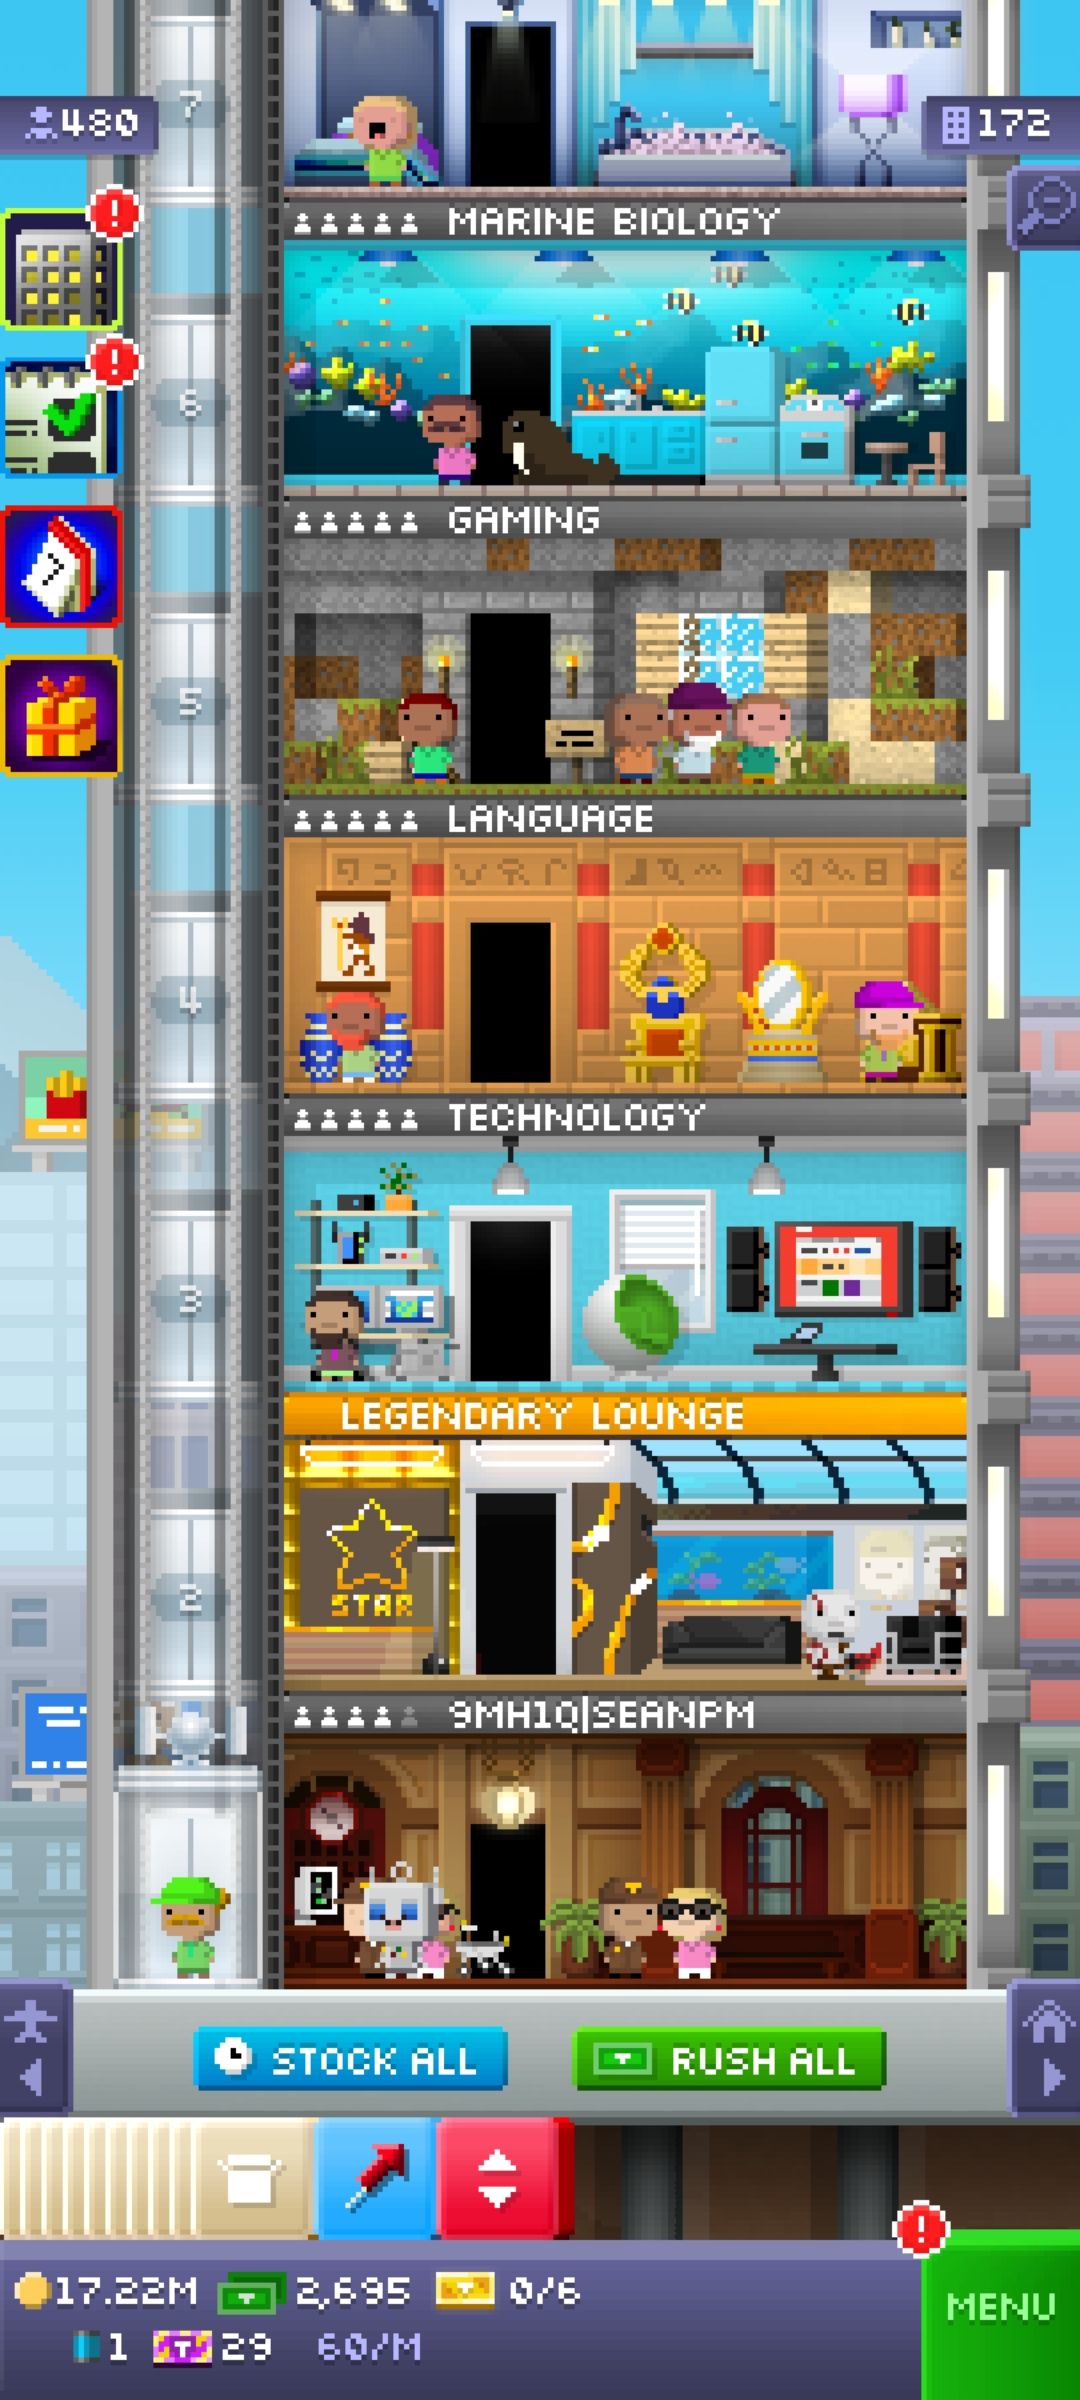 7
480
172
MARINE BIOLOGY
6
GAMING
5
LANGUAGE
4
TECHNOLOGY
3
LEGENDARY LOUNGE
STAR
2
9MH1Q|SEANPM
STOCK ALL
RUSH ALL
17.22M
2,695
0/6
MENU
1
29
60/M